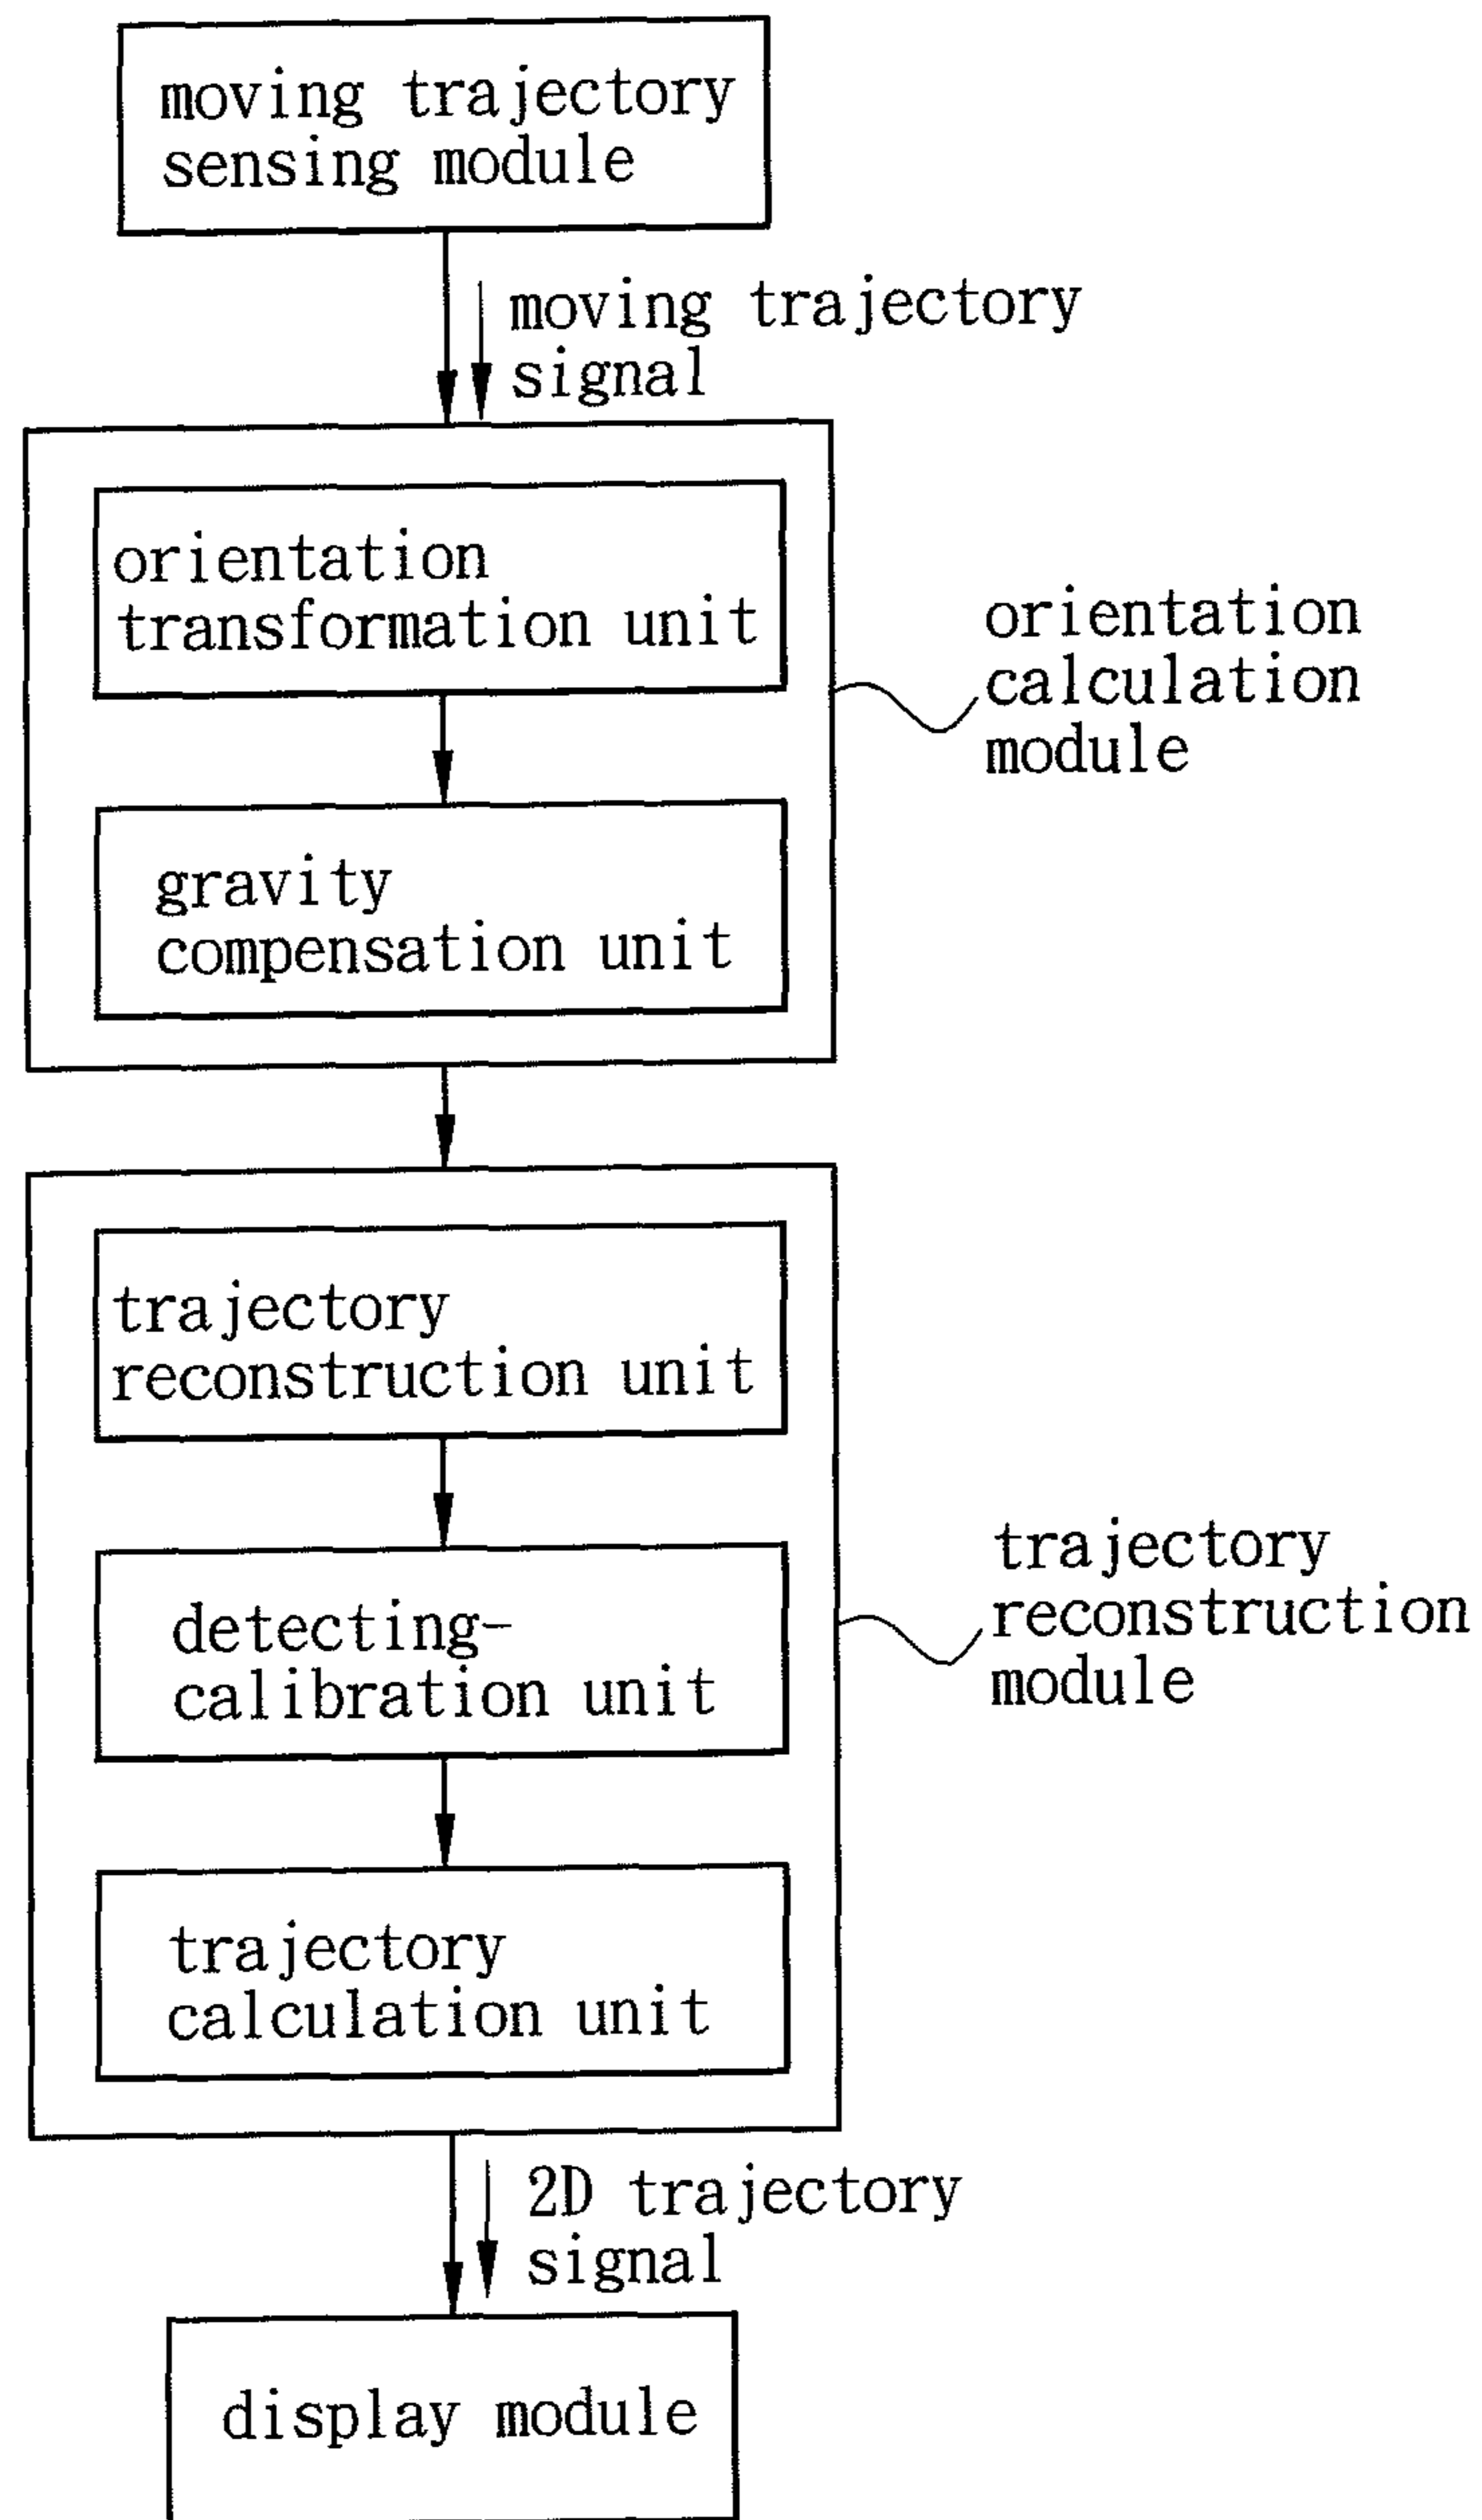 moving trajectory
sensing module
moving trajectory
signal
orientation
transformation unit
orientation
calculation
module
gravity
compensation unit
trajectory
reconstruction unit
detecting-
calibration unit
trajectory
reconstruction
module
trajectory
calculation unit
2D trajectory
signal
display module